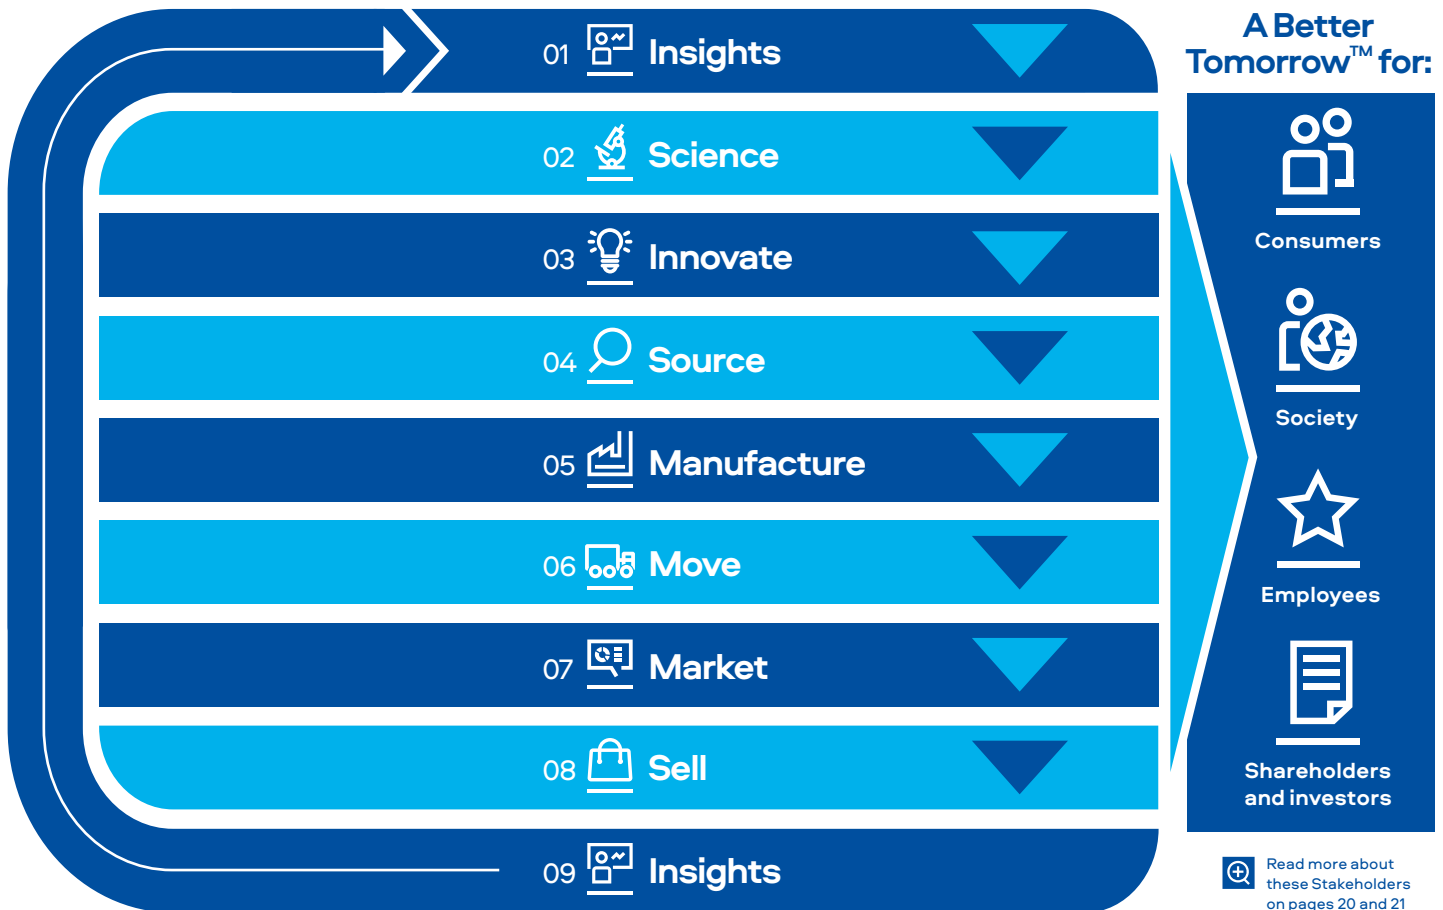 01 Insights
02 Science
03 Innovate
04 Source
05 Manufacture
06 Move
07 Market
08 Sell
09 Insights
A Better
Tomorrow™ for:
Consumers
Society
Employees
Shareholders
and investors
Read more about
these Stakeholders
on pages 20 and 21